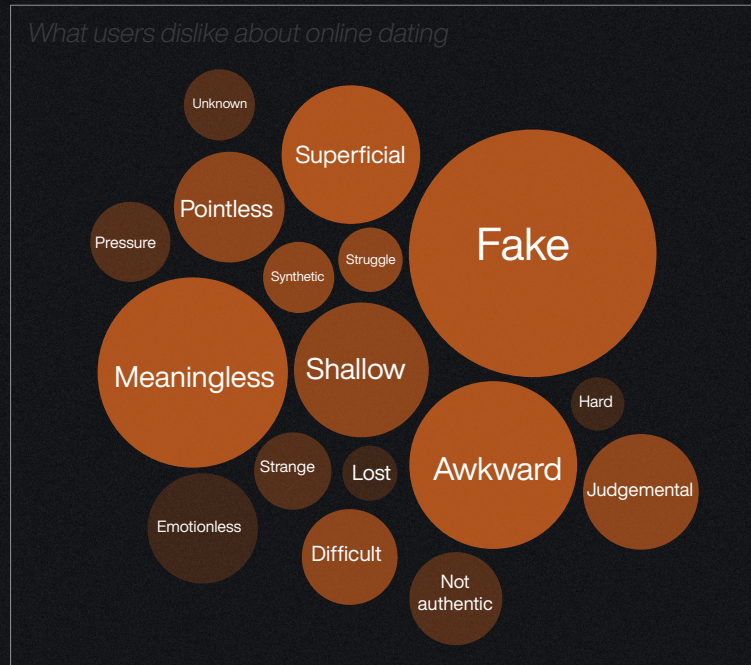 What users dislike about online dating
Unknown
Superficial
Pointless
Fake
Pressure
Synthetic
Struggle
Meaningless
Shallow
Hard
Strange
Lost
Awkward
Judgemental
Emotionless
Difficult
Not
authentic